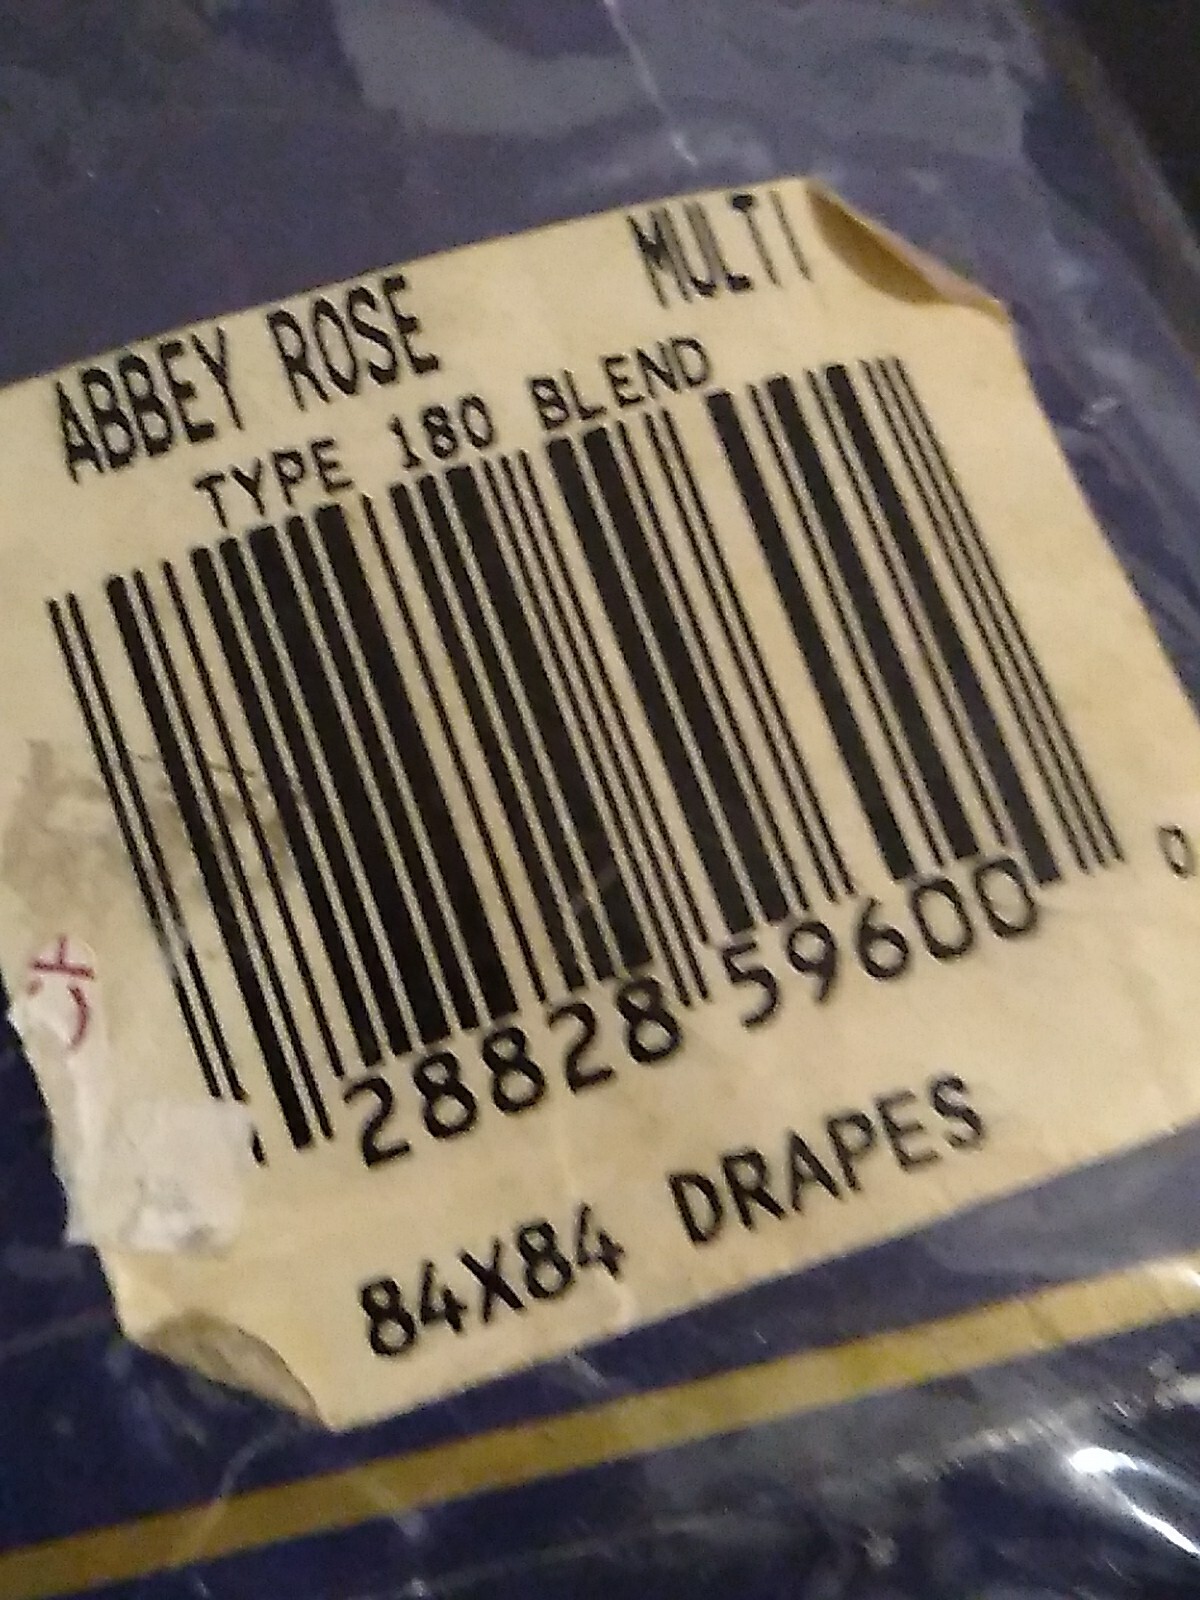 ABBEY ROSE MULTI
TYPE 180 BLEND
28828 59600 0
84X84 DRAPES